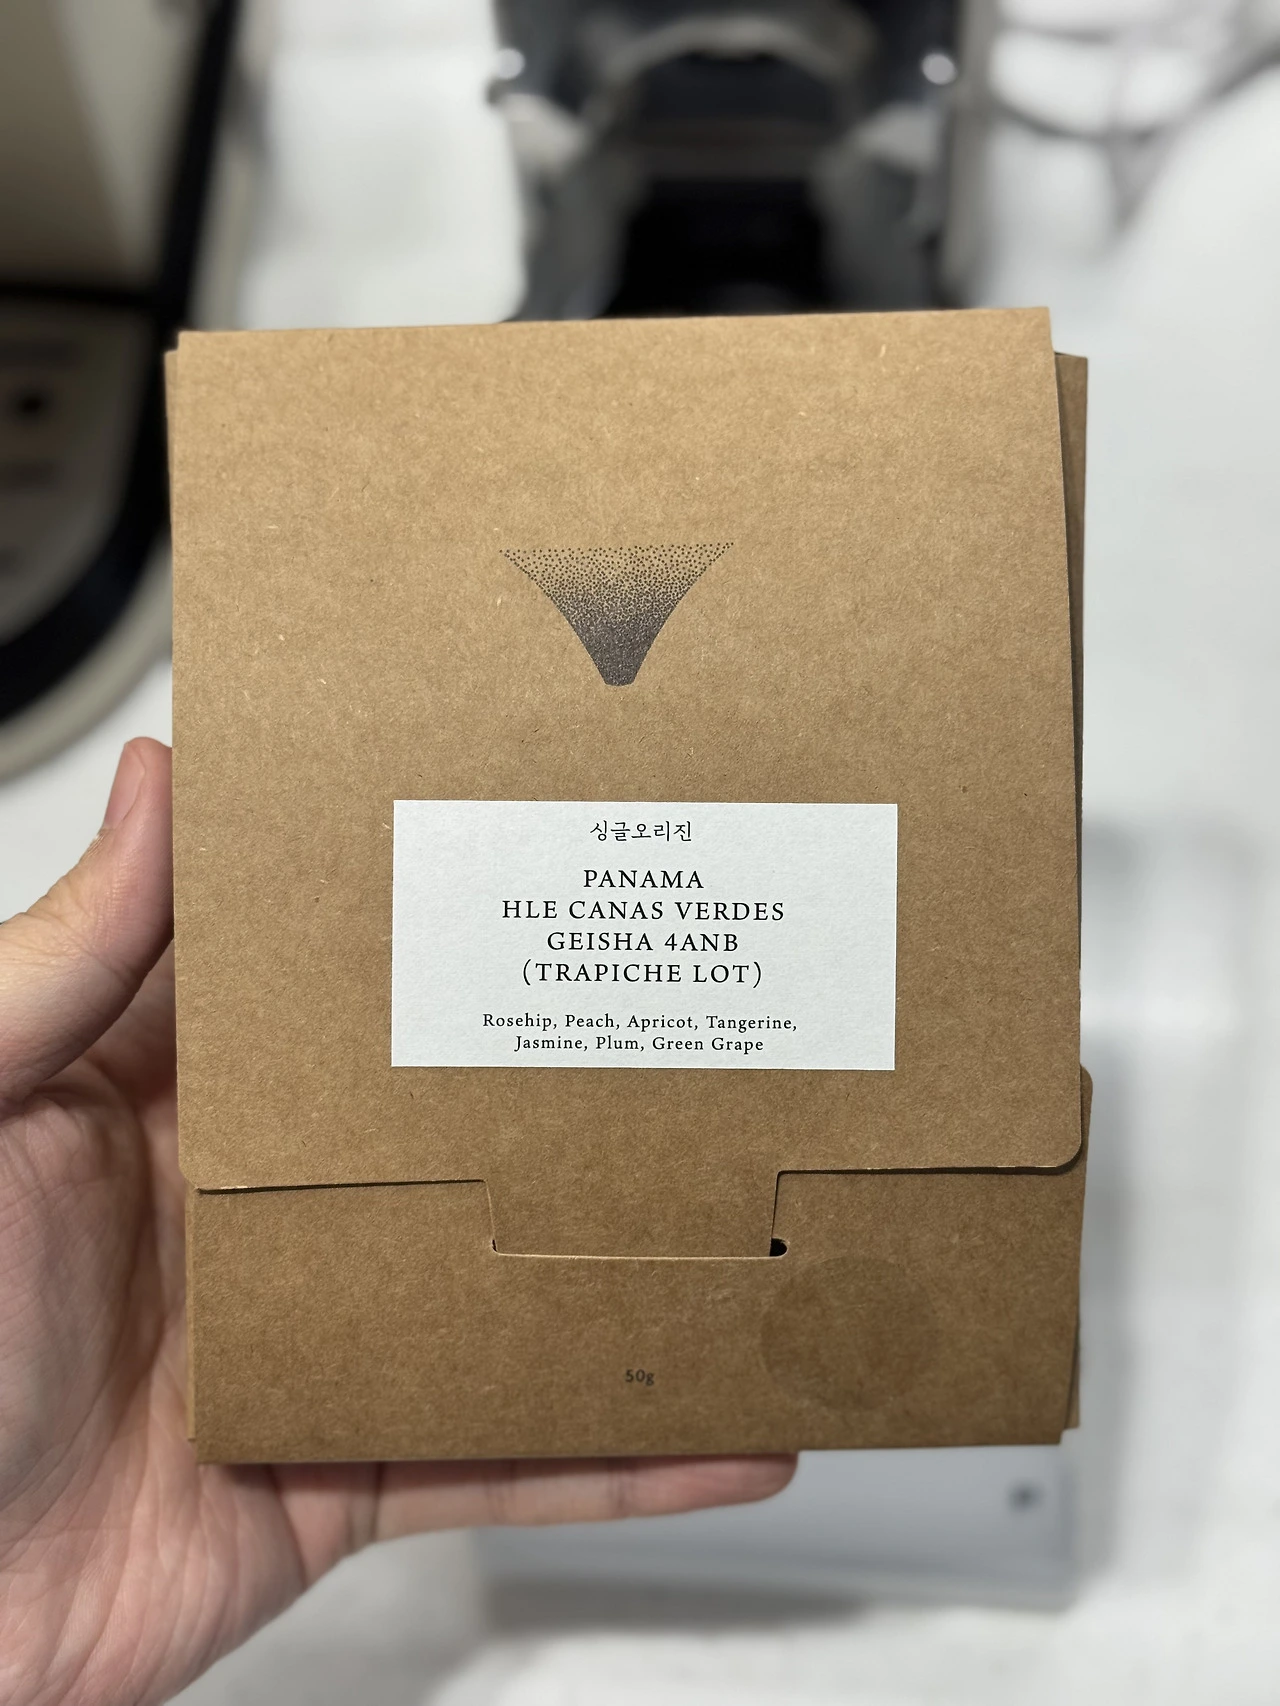 싱글오리진
PANAMA
HLE CANAS VERDES
GEISHA 4ANB
(TRAPICHE LOT)
Rosehip, Peach, Apricot, Tangerine,
Jasmine, Plum, Green Grape
50g